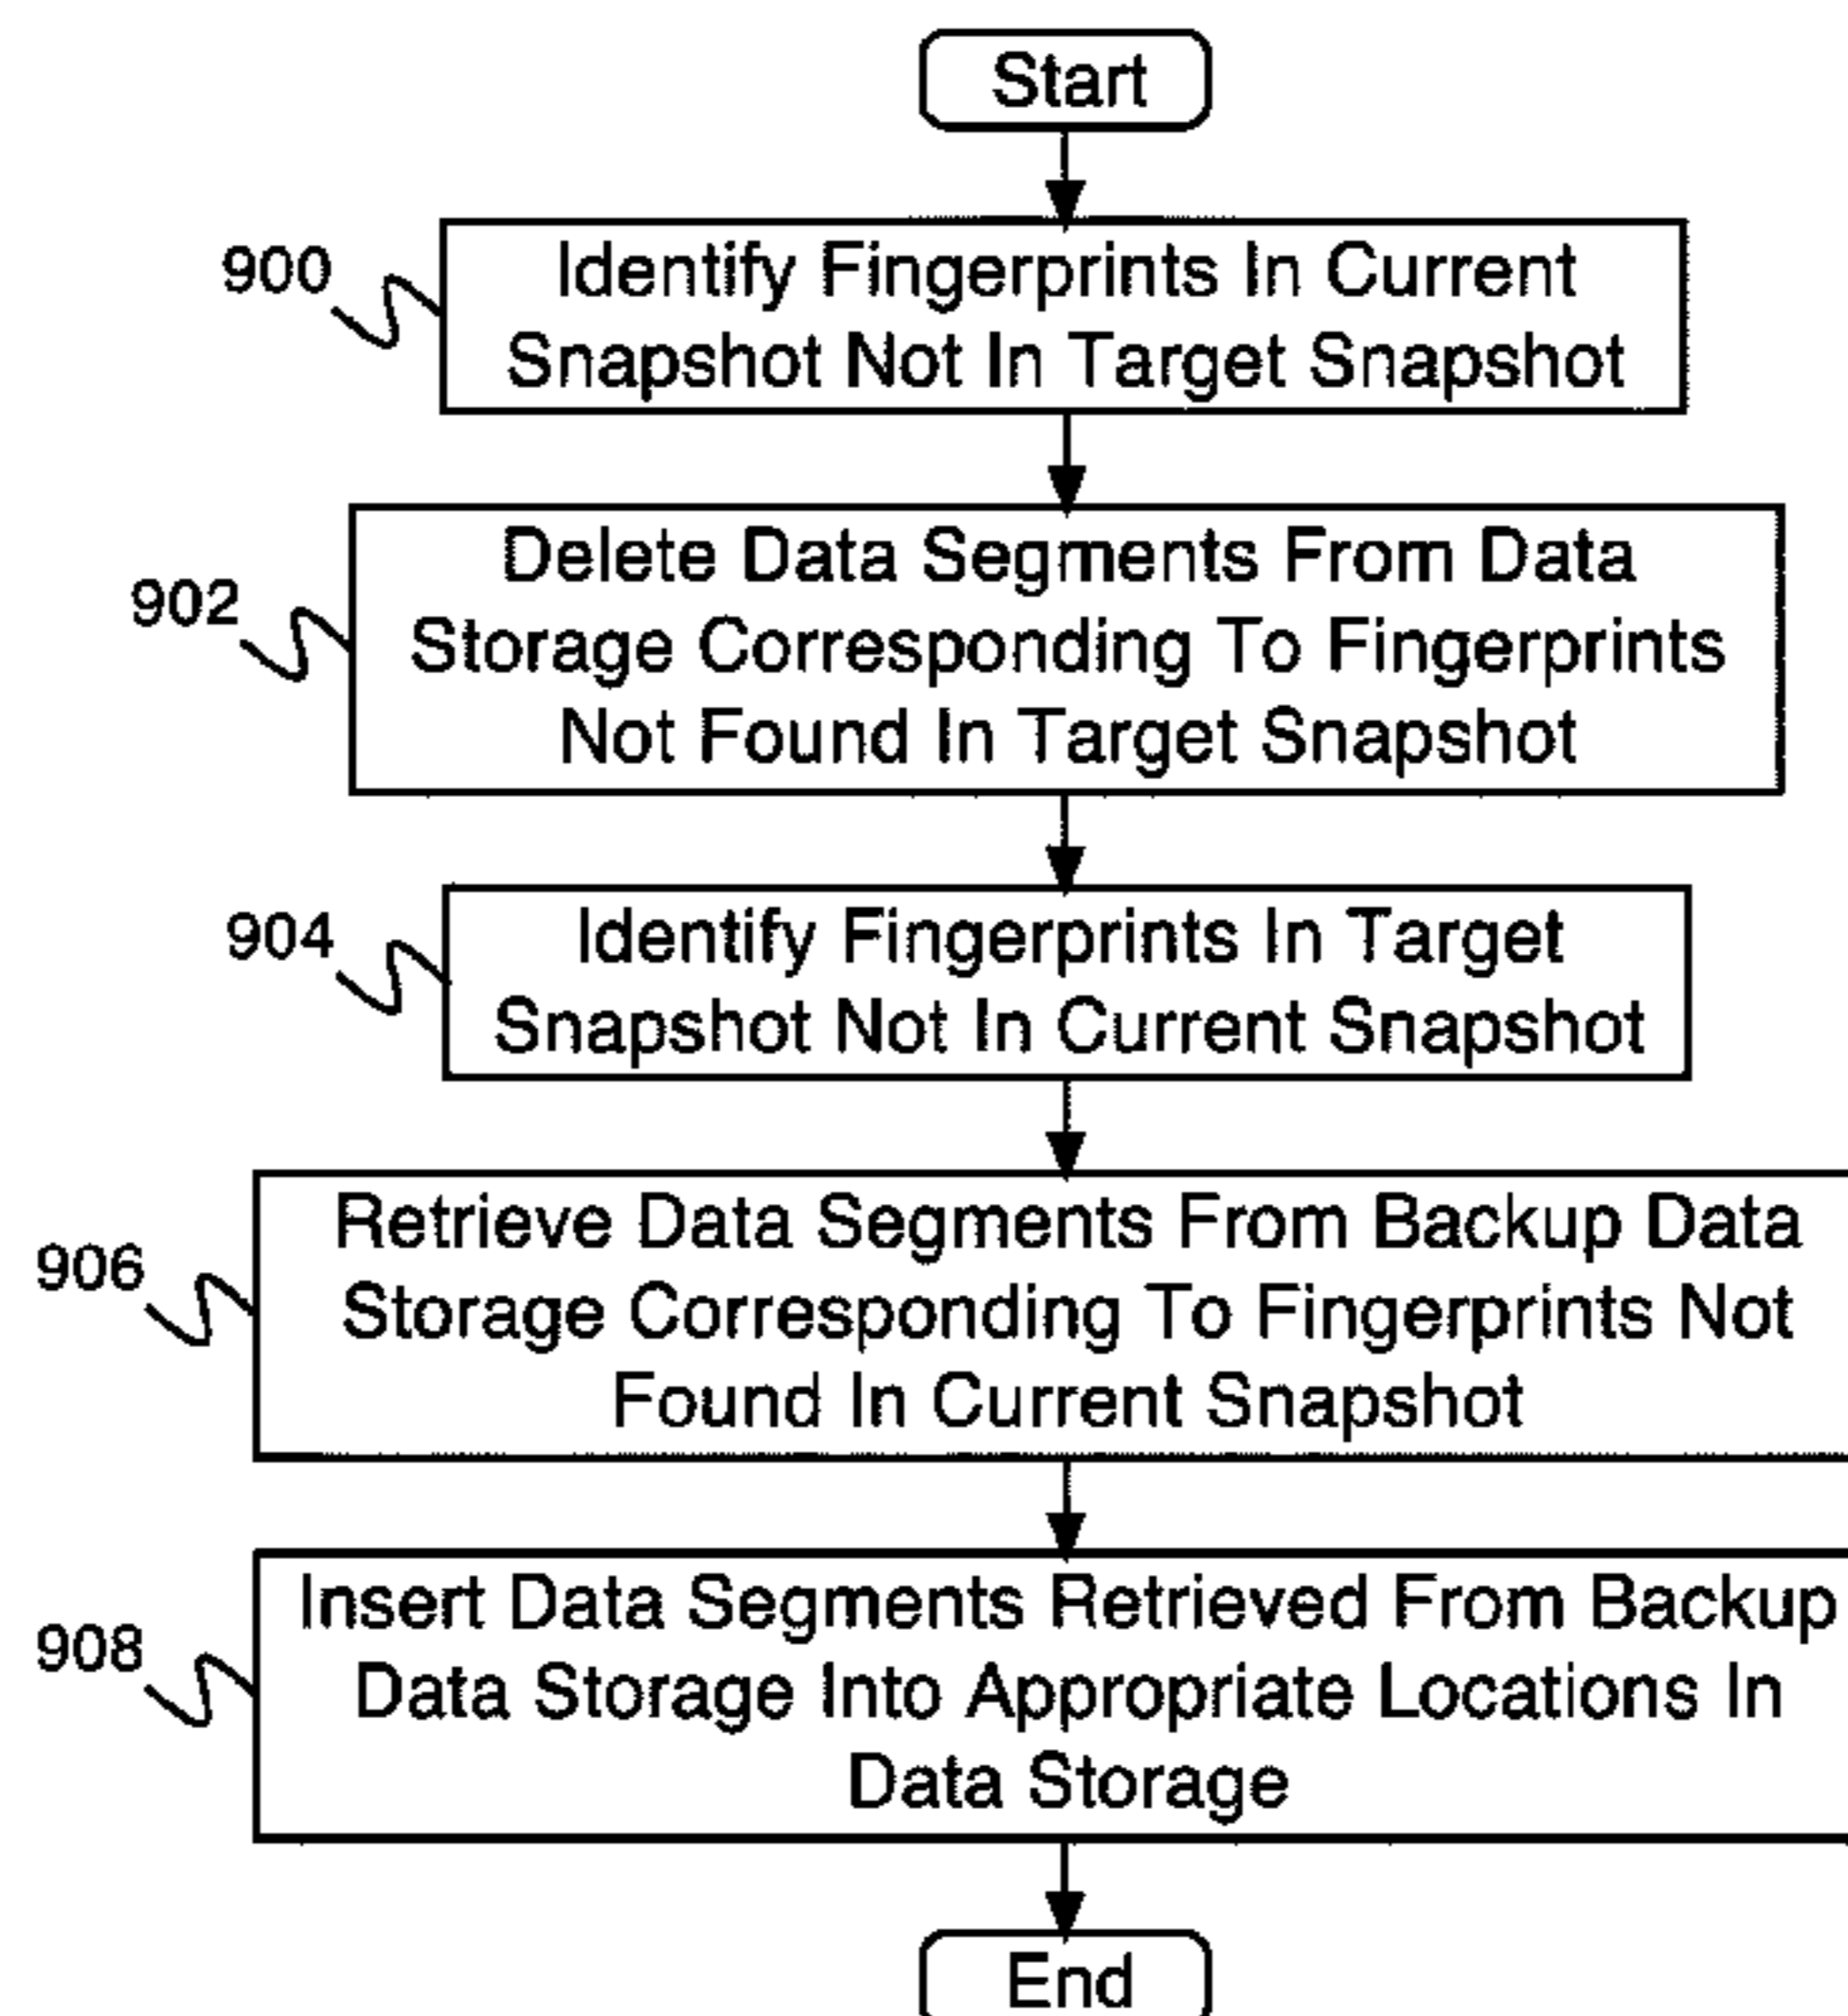 Start
900
Identify Fingerprints In Current
Snapshot Not In Target Snapshot
902
Delete Data Segments From Data
Storage Corresponding To Fingerprints
Not Found In Target Snapshot
904
Identify Fingerprints In Target
Snapshot Not In Current Snapshot
906
Retrieve Data Segments From Backup Data
Storage Corresponding To Fingerprints Not
Found In Current Snapshot
908
Insert Data Segments Retrieved From Backup
Data Storage Into Appropriate Locations In
Data Storage
End